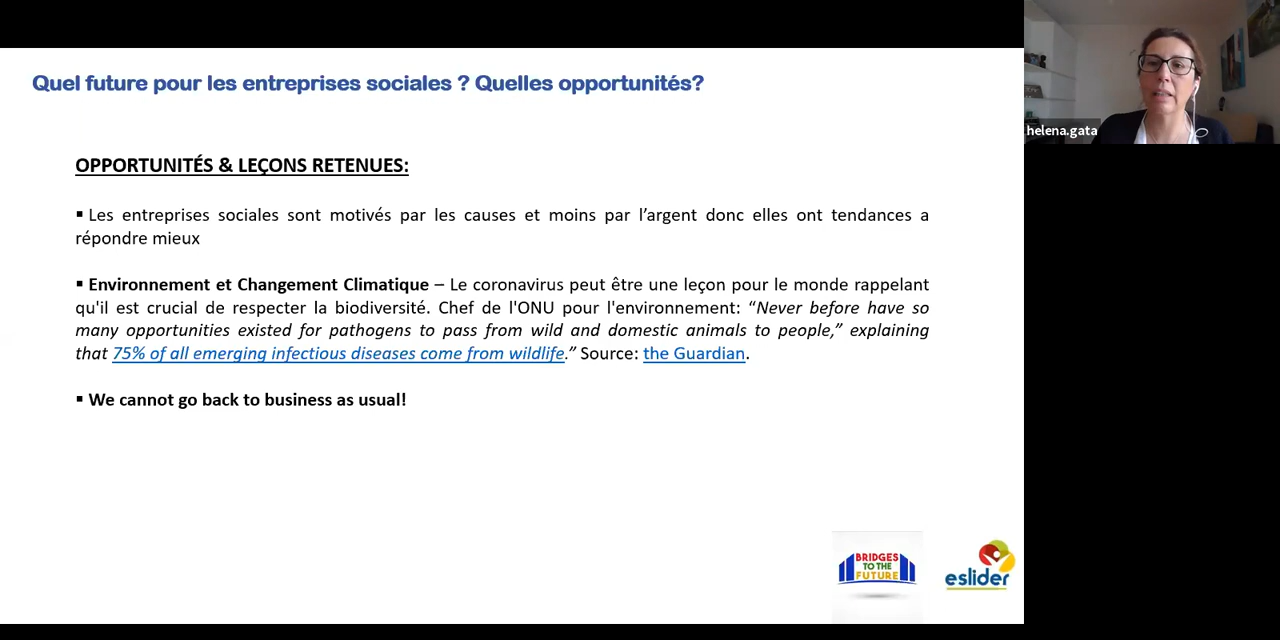 Quel future pour les entreprises sociales ? Quelles opportunités?
helena.gata
OPPORTUNITÉS & LEÇONS RETENUES:
▪ Les entreprises sociales sont motivés par les causes et moins par l'argent donc elles ont tendances a
répondre mieux
▪ Environnement et Changement Climatique – Le coronavirus peut être une leçon pour le monde rappelant
qu'il est crucial de respecter la biodiversité. Chef de l'ONU pour l'environnement: “Never before have so
many opportunities existed for pathogens to pass from wild and domestic animals to people,” explaining
that 75% of all emerging infectious diseases come from wildlife.” Source: the Guardian.
▪ We cannot go back to business as usual!
BRIDGES
TO THE
FUTURE
eslider